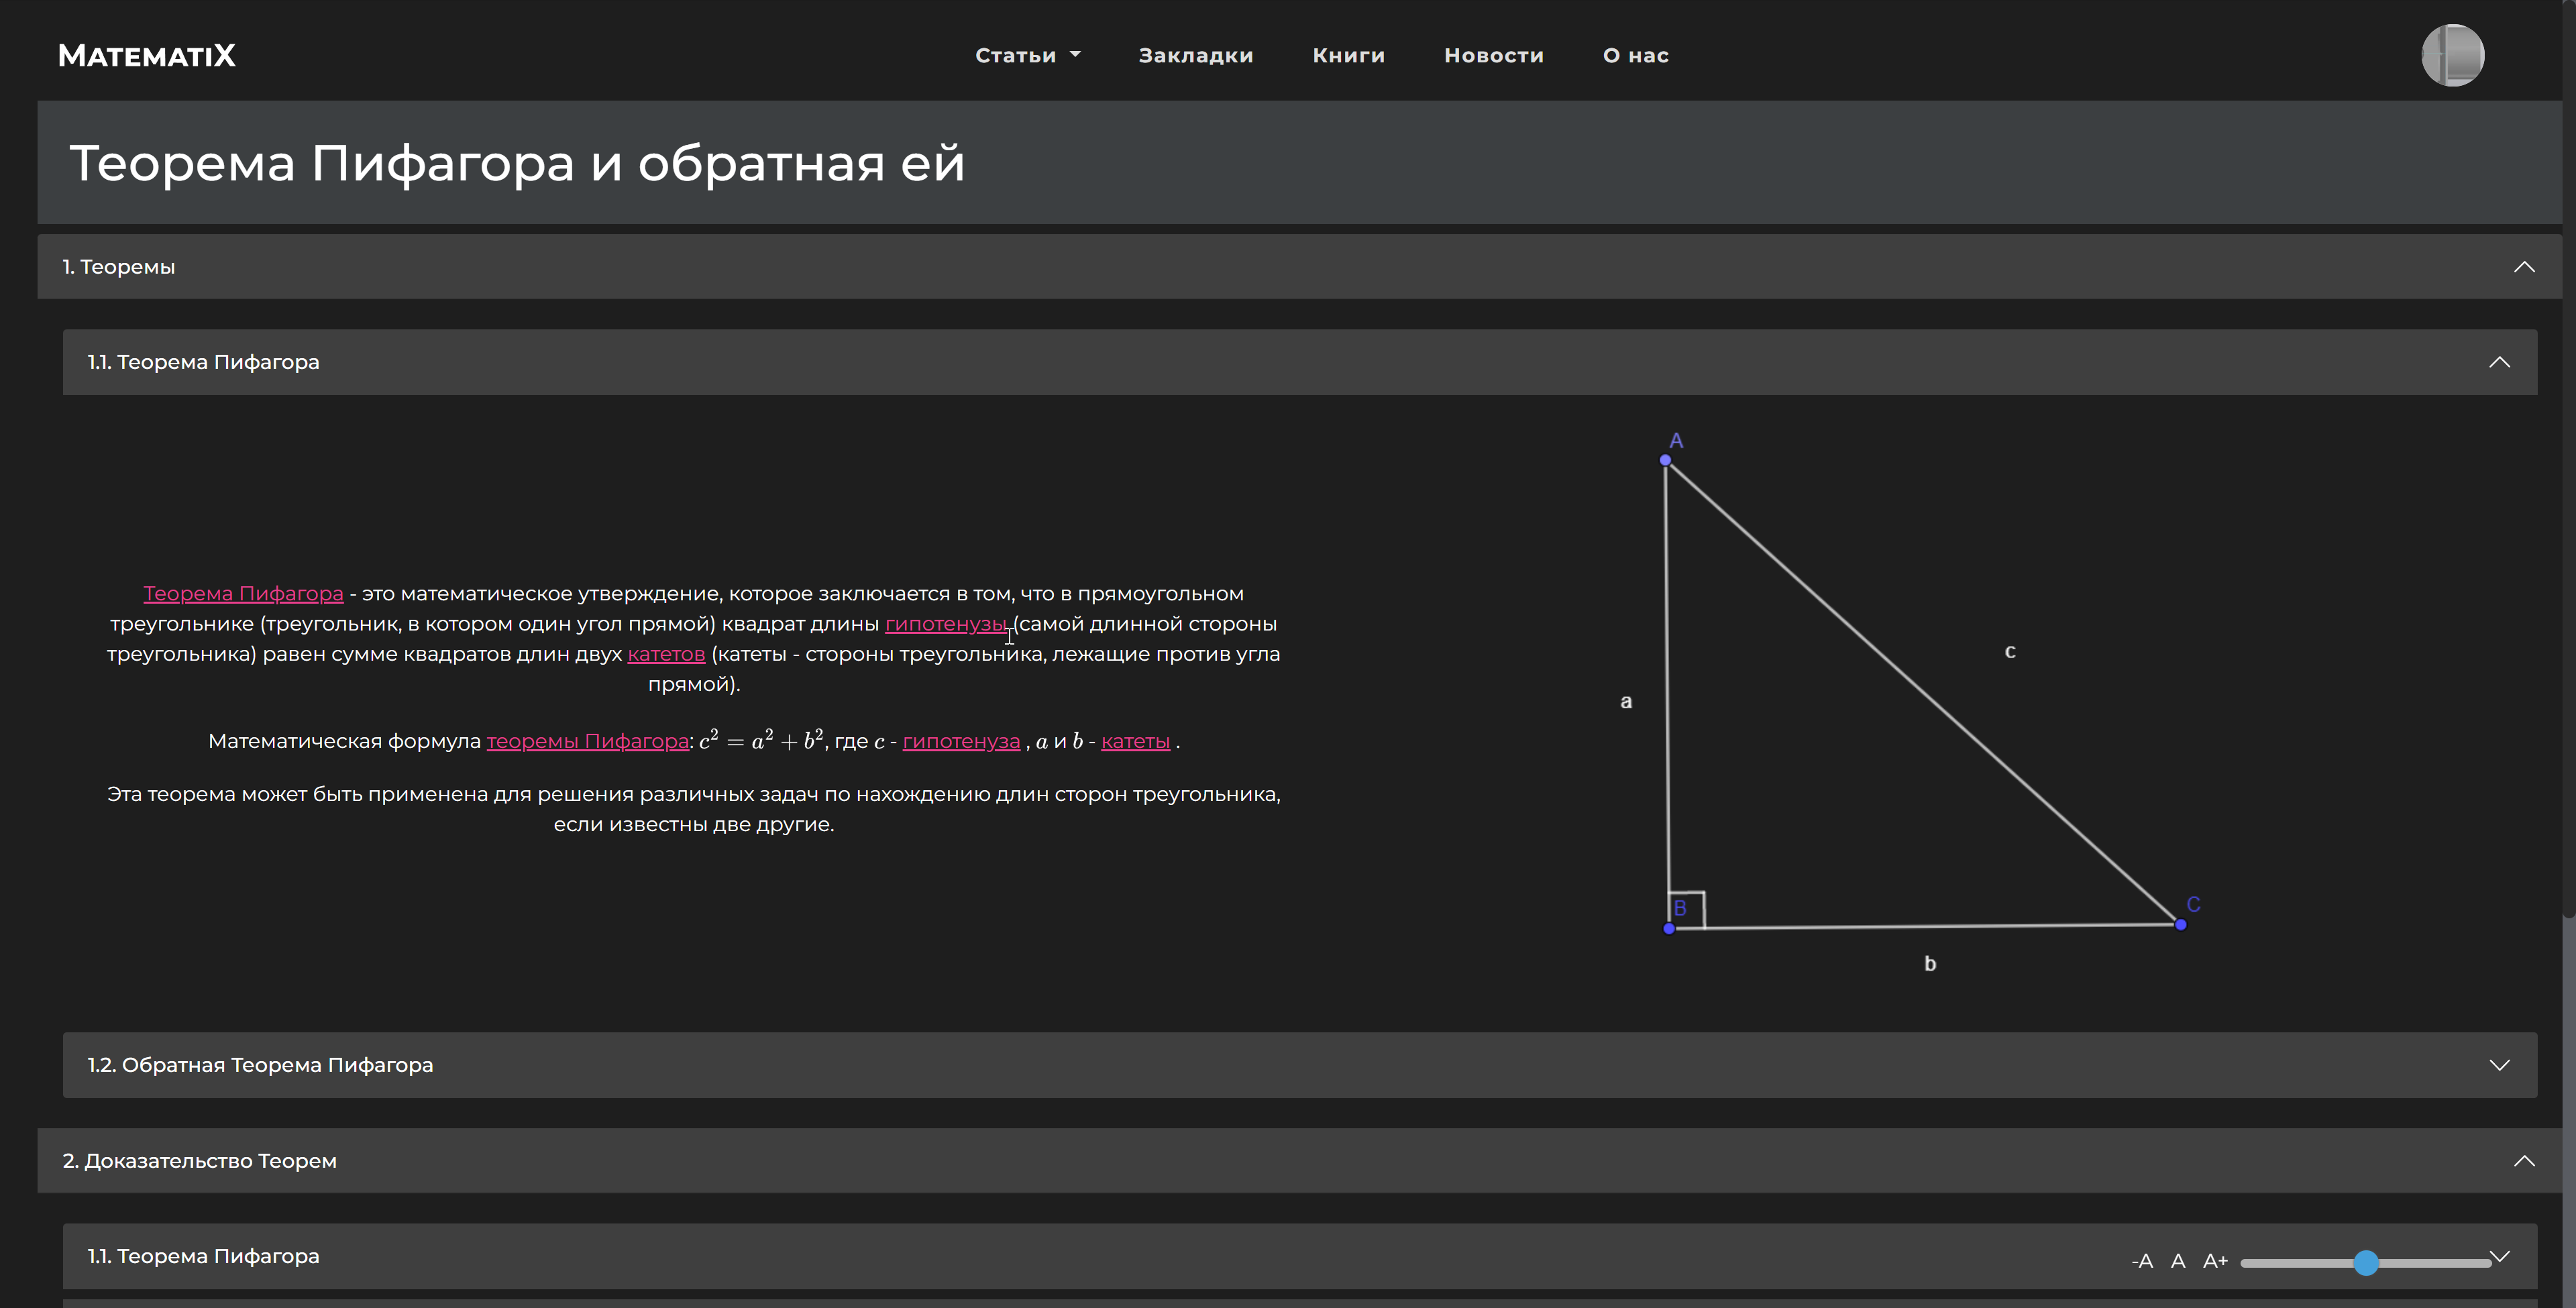 MATEMATIX
Статьи Закладки Книги Новости О нас
Теорема Пифагора и обратная ей
1. Теоремы
1.1. Теорема Пифагора
Теорема Пифагора - это математическое утверждение, которое заключается в том, что в прямоугольном
треугольнике (треугольник, в котором один угол прямой) квадрат длины гипотенузы (самой длинной стороны
треугольника) равен сумме квадратов длин двух катетов (катеты - стороны треугольника, лежащие против угла
прямой).
Математическая формула теоремы Пифагора: c² = a² + b², где c - гипотенуза , a и b - катеты .
Эта теорема может быть применена для решения различных задач по нахождению длин сторон треугольника,
если известны две другие.
A
c
a
B
C
b
1.2. Обратная Теорема Пифагора
2. Доказательство Теорем
1.1. Теорема Пифагора
-A A A+